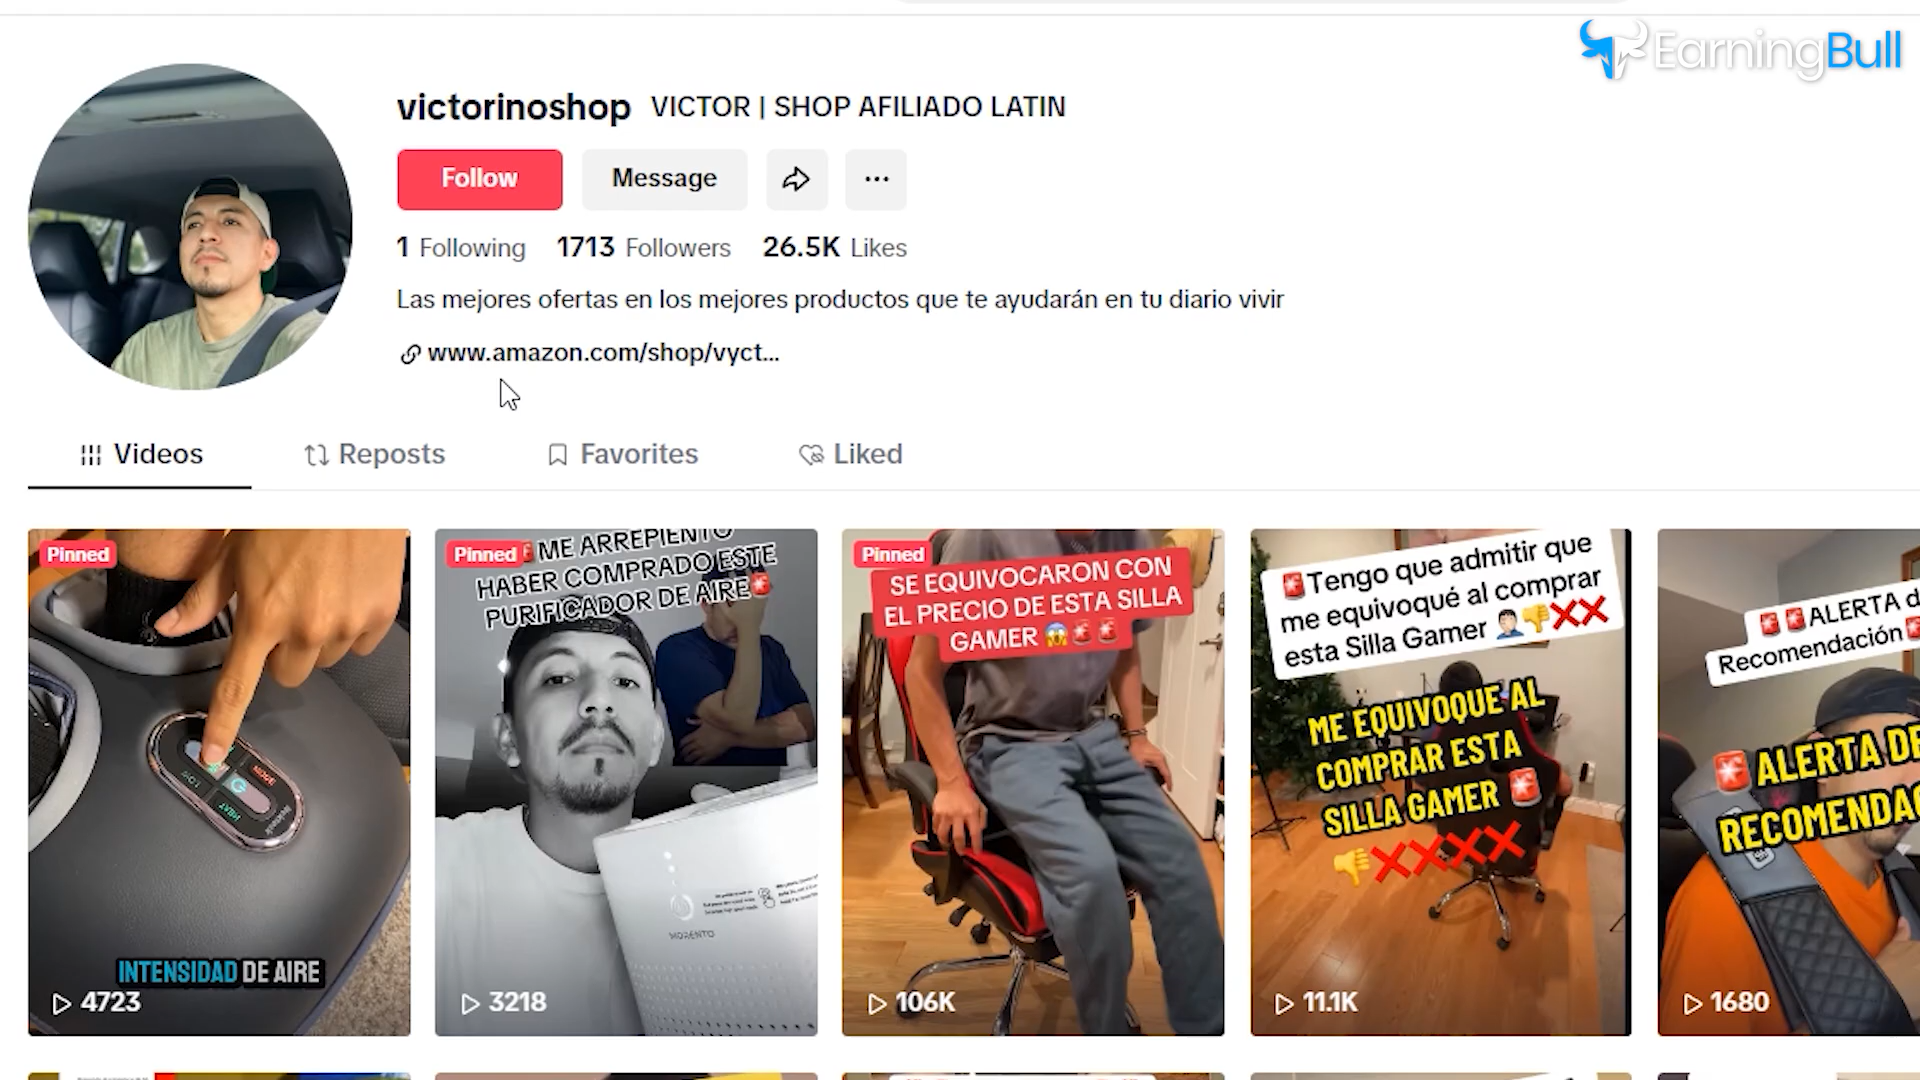 EarningBull
victorinoshop VICTOR | SHOP AFILIADO LATIN
Follow Message ...
1 Following 1713 Followers 26.5K Likes
Las mejores ofertas en los mejores productos que te ayudarán en tu diario vivir
www.amazon.com/shop/vyct...
Videos Reposts Favorites Liked
Pinned
INTENSIDAD DE AIRE
4723
Pinned
🚨ME ARREPIENTO
HABER COMPRADO ESTE
PURIFICADOR DE AIRE🚨
MORENTO
3218
Pinned
SE EQUIVOCARON CON
EL PRECIO DE ESTA SILLA
GAMER 😱🚨🚨
106K
🚨Tengo que admitir que
me equivoqué al comprar
esta Silla Gamer 🤦🏻‍♂️👎❌❌
ME EQUIVOQUE AL
COMPRAR ESTA
SILLA GAMER 🚨
👎❌❌❌❌
11.1K
🚨🚨ALERTA d
Recomendación🚨
🚨ALERTA DE
RECOMENDAC
1680